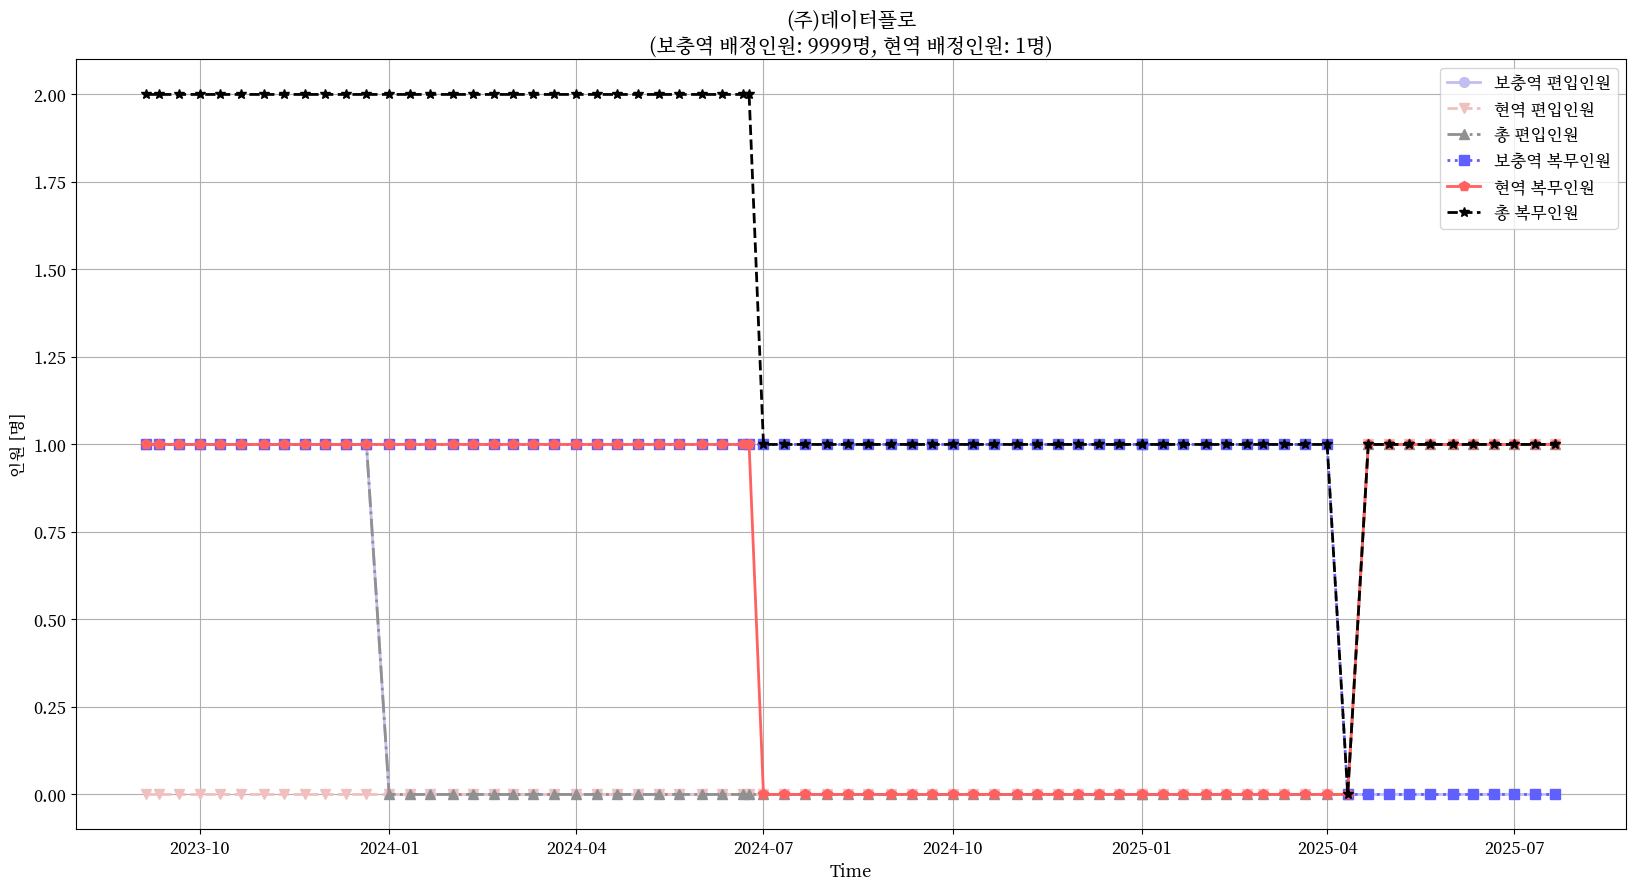 (주)데이터플로
(보충역 배정인원: 9999명, 현역 배정인원: 1명)
보충역 편입인원
현역 편입인원
총 편입인원
보충역 복무인원
현역 복무인원
총 복무인원
인원 [명]
2.00
1.75
1.50
1.25
1.00
0.75
0.50
0.25
0.00
2023-10
2024-01
2024-04
2024-07
2024-10
2025-01
2025-04
2025-07
Time